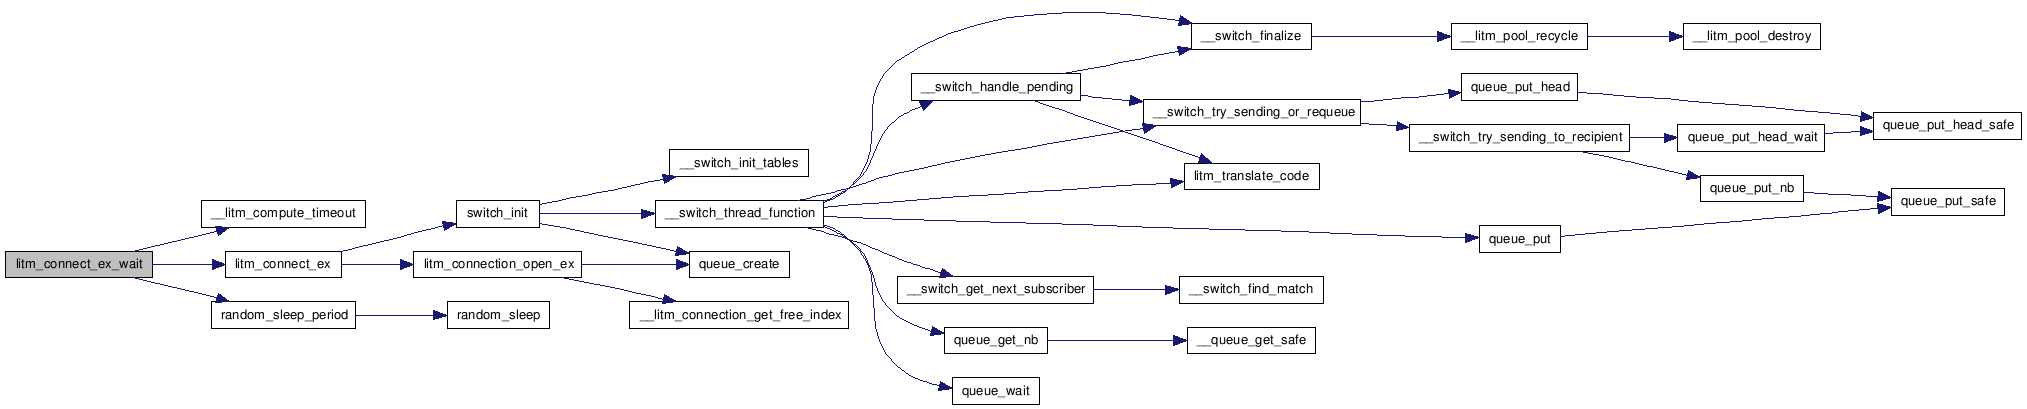 litm_connect_ex_wait
__litm_compute_timeout
litm_connect_ex
random_sleep_period
switch_init
litm_connection_open_ex
random_sleep
__switch_init_tables
__switch_thread_function
queue_create
__litm_connection_get_free_index
__switch_handle_pending
__switch_get_next_subscriber
queue_get_nb
queue_wait
__switch_finalize
__switch_try_sending_or_requeue
litm_translate_code
__switch_find_match
__queue_get_safe
__litm_pool_recycle
queue_put_head
__switch_try_sending_to_recipient
queue_put
__litm_pool_destroy
queue_put_head_wait
queue_put_nb
queue_put_head_safe
queue_put_safe